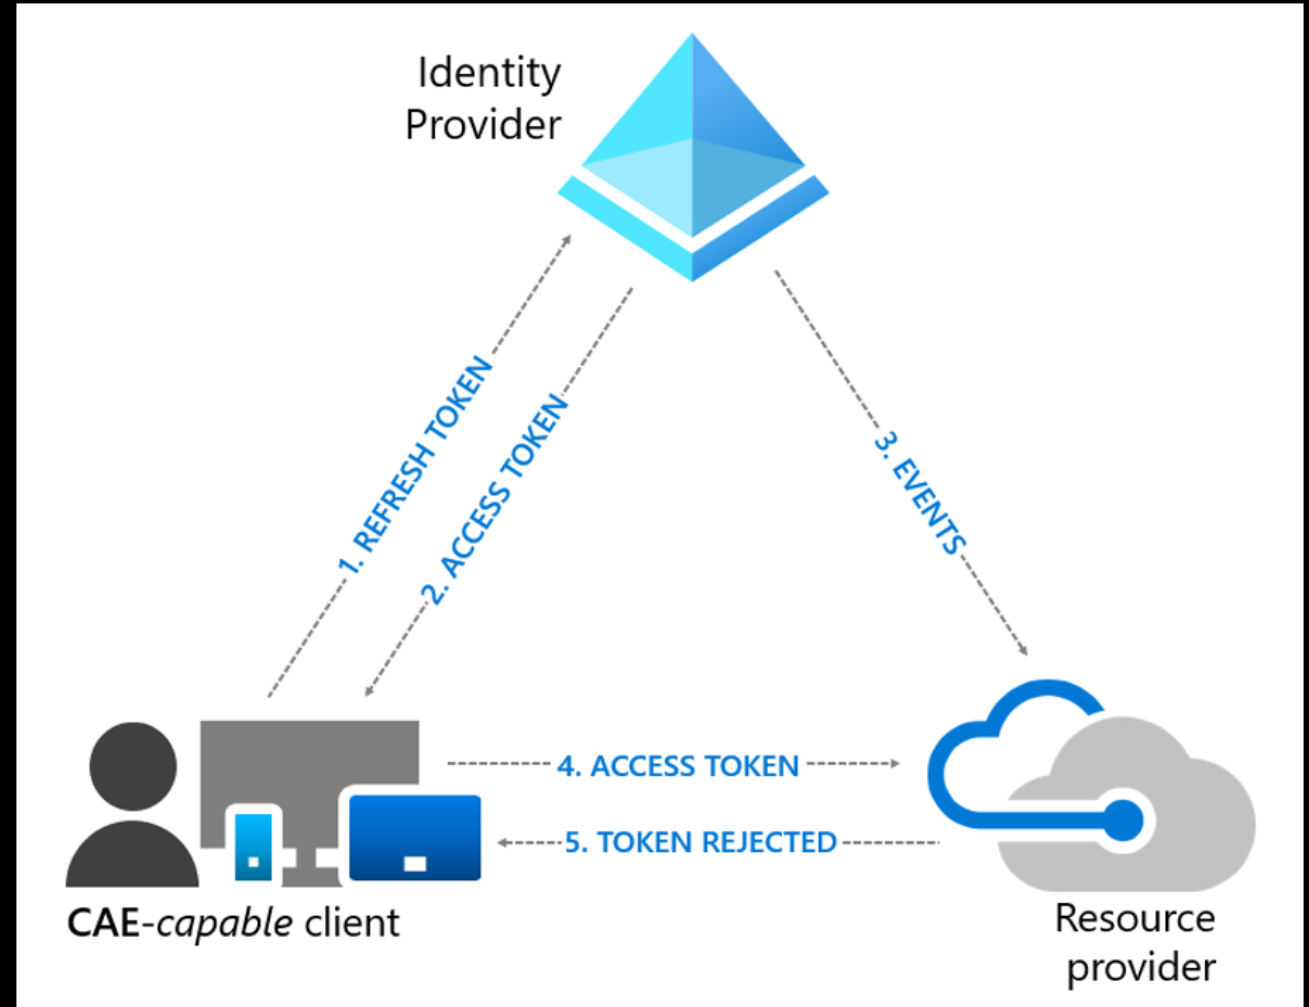 Identity
Provider
1. REFRESH TOKEN
2. ACCESS TOKEN
3. EVENTS
4. ACCESS TOKEN
5. TOKEN REJECTED
CAE-capable client
Resource
provider